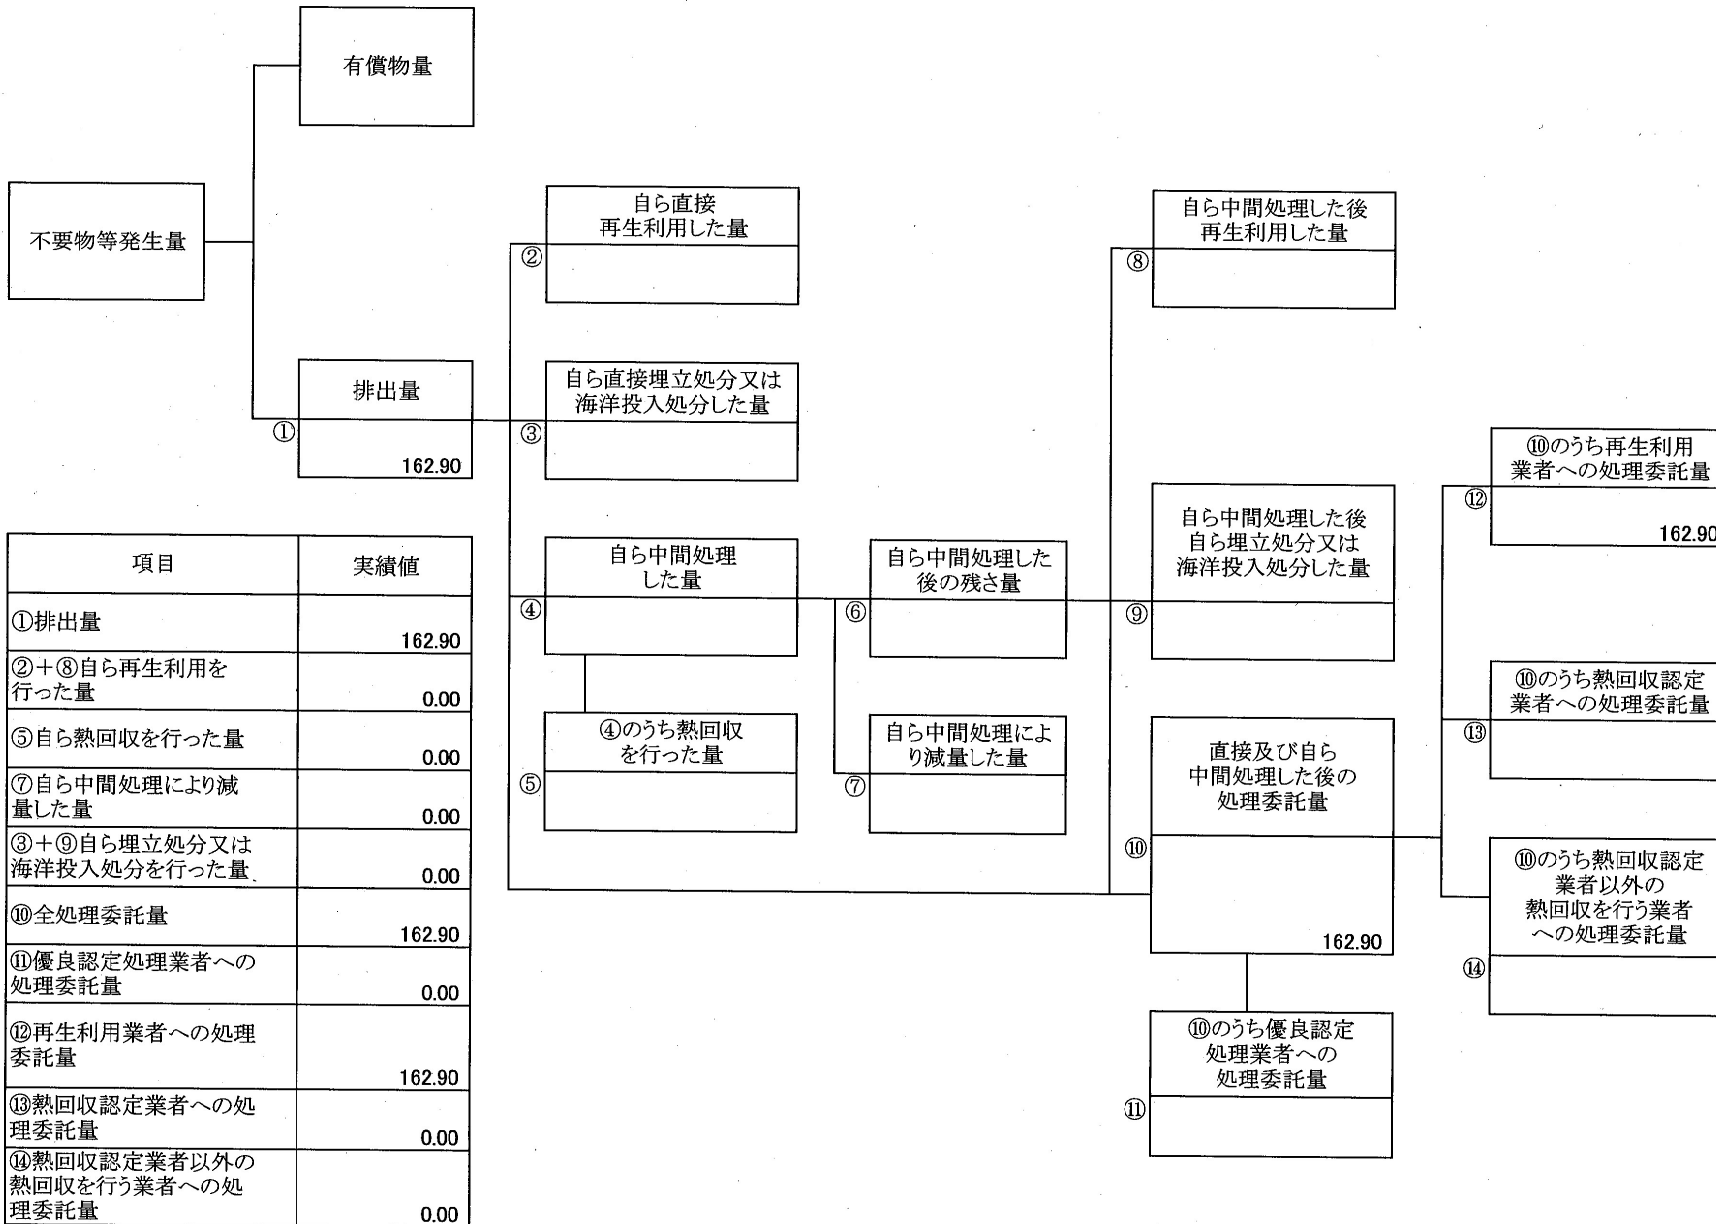 有償物量
不要物等発生量
排出量
①
162.90
自ら直接
再生利用した量
②
自ら直接埋立処分又は
海洋投入処分した量
③
自ら中間処理
した量
④
④のうち熱回収
を行った量
⑤
自ら中間処理した
後の残さ量
⑥
自ら中間処理によ
り減量した量
⑦
自ら中間処理した後
再生利用した量
⑧
自ら中間処理した後
自ら埋立処分又は
海洋投入処分した量
⑨
直接及び自ら
中間処理した後の
処理委託量
⑩
162.90
⑩のうち優良認定
処理業者への
処理委託量
⑪
⑩のうち再生利用
業者への処理委託量
⑫
162.90
⑩のうち熱回収認定
業者への処理委託量
⑬
⑩のうち熱回収認定
業者以外の
熱回収を行う業者
への処理委託量
⑭
項目 実績値
①排出量
162.90
②＋⑧自ら再生利用を
行った量
0.00
⑤自ら熱回収を行った量
0.00
⑦自ら中間処理により減
量した量
0.00
③＋⑨自ら埋立処分又は
海洋投入処分を行った量
0.00
⑩全処理委託量
162.90
⑪優良認定処理業者への
処理委託量
0.00
⑫再生利用業者への処理
委託量
162.90
⑬熱回収認定業者への処
理委託量
0.00
⑭熱回収認定業者以外の
熱回収を行う業者への処
理委託量
0.00